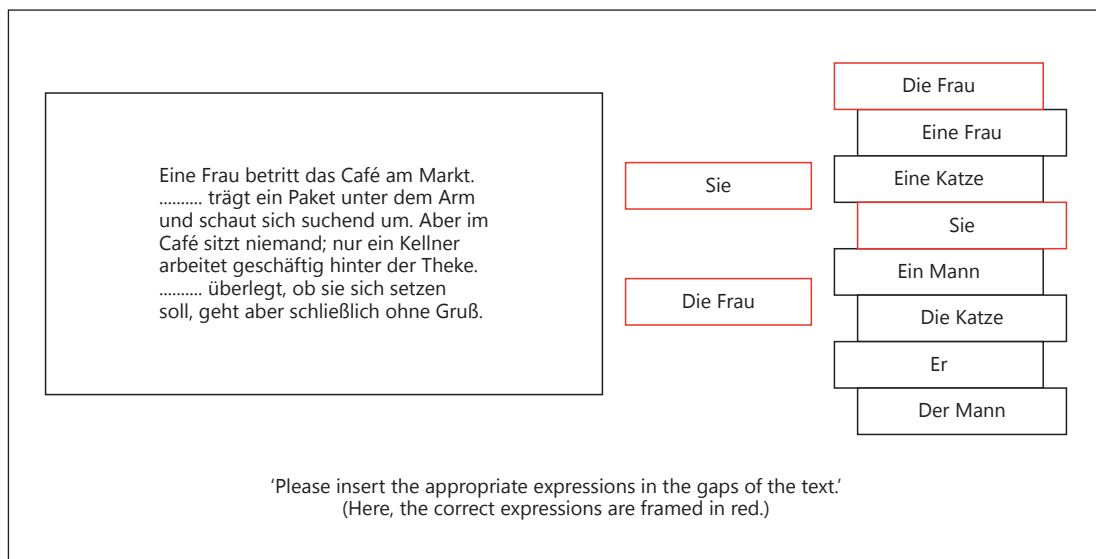 Eine Frau betritt das Café am Markt.
.......... trägt ein Paket unter dem Arm
und schaut sich suchend um. Aber im
Café sitzt niemand; nur ein Kellner
arbeitet geschäftig hinter der Theke.
.......... überlegt, ob sie sich setzen
soll, geht aber schließlich ohne Gruß.
Sie
Die Frau
Die Frau
Eine Frau
Eine Katze
Sie
Ein Mann
Die Katze
Er
Der Mann
‘Please insert the appropriate expressions in the gaps of the text.’
(Here, the correct expressions are framed in red.)